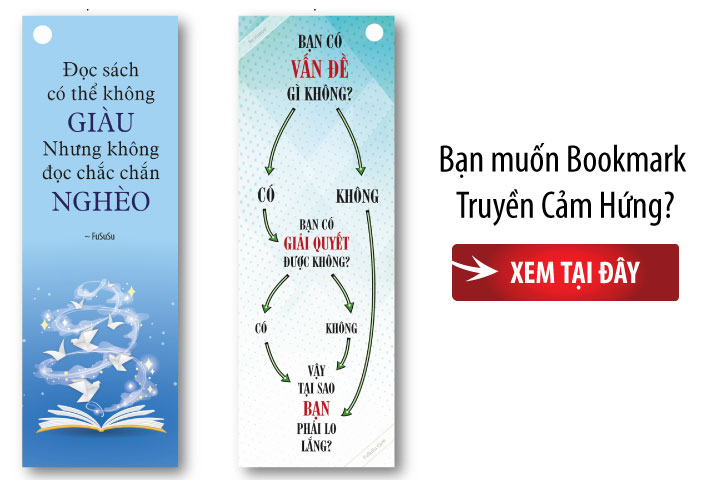 Đọc sách
có thể không
GIÀU
Nhưng không
đọc chắc chắn
NGHÈO
~ FuSuSu
BẠN CÓ
VẤN ĐỀ
GÌ KHÔNG?
CÓ
KHÔNG
BẠN CÓ
GIẢI QUYẾT
ĐƯỢC KHÔNG?
CÓ
KHÔNG
VẬY
TẠI SAO
BẠN
PHẢI LO
LẮNG?
Bạn muốn Bookmark
Truyền Cảm Hứng?
XEM TẠI ĐÂY